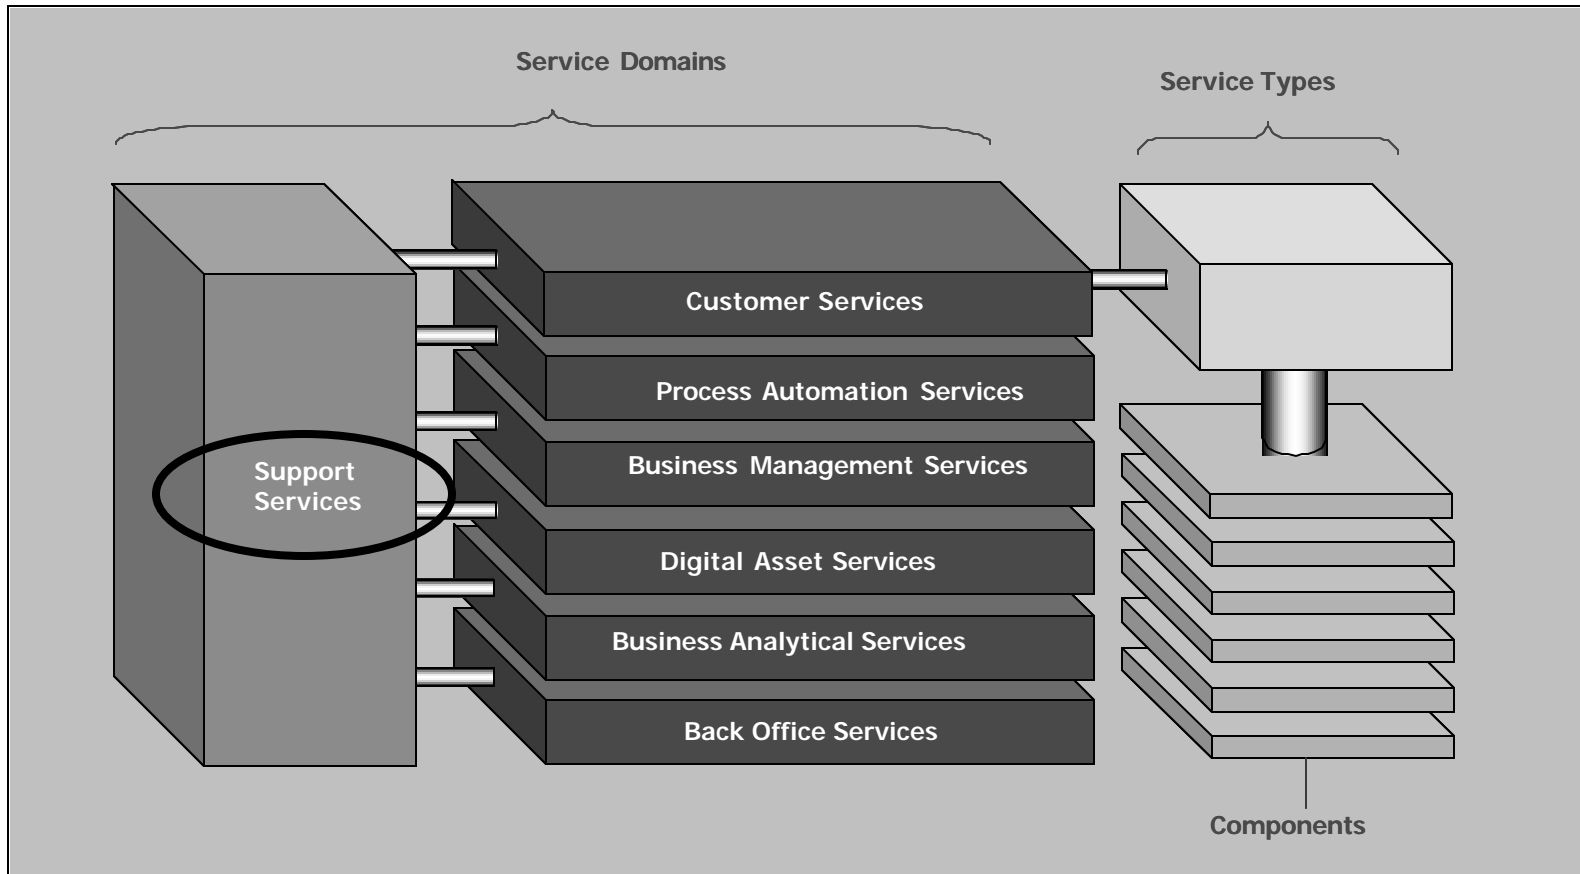 Service Domains
Service Types
Customer Services
Process Automation Services
Business Management Services
Support
Services
Digital Asset Services
Business Analytical Services
Back Office Services
Components